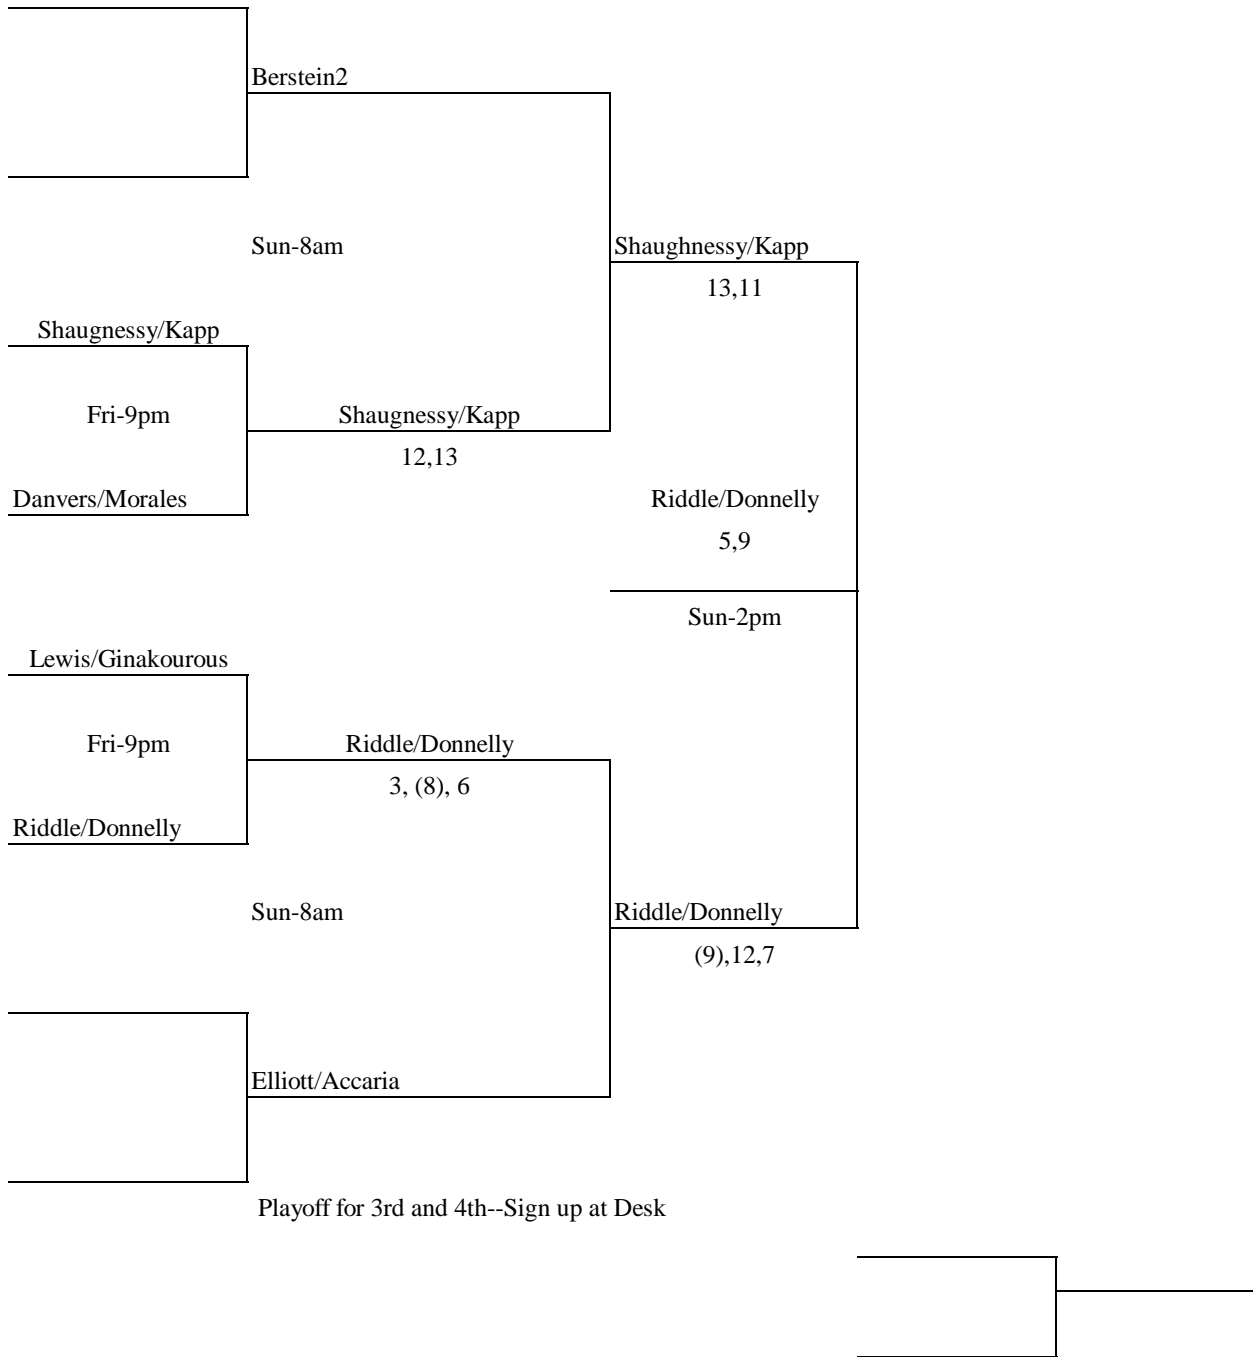 Berstein2
Sun-8am
Shaughnessy/Kapp
13,11
Shaugnessy/Kapp
Fri-9pm
Shaugnessy/Kapp
12,13
Danvers/Morales
Riddle/Donnelly
5,9
Sun-2pm
Lewis/Ginakourous
Fri-9pm
Riddle/Donnelly
3, (8), 6
Riddle/Donnelly
Sun-8am
Riddle/Donnelly
(9),12,7
Elliott/Accaria
Playoff for 3rd and 4th--Sign up at Desk